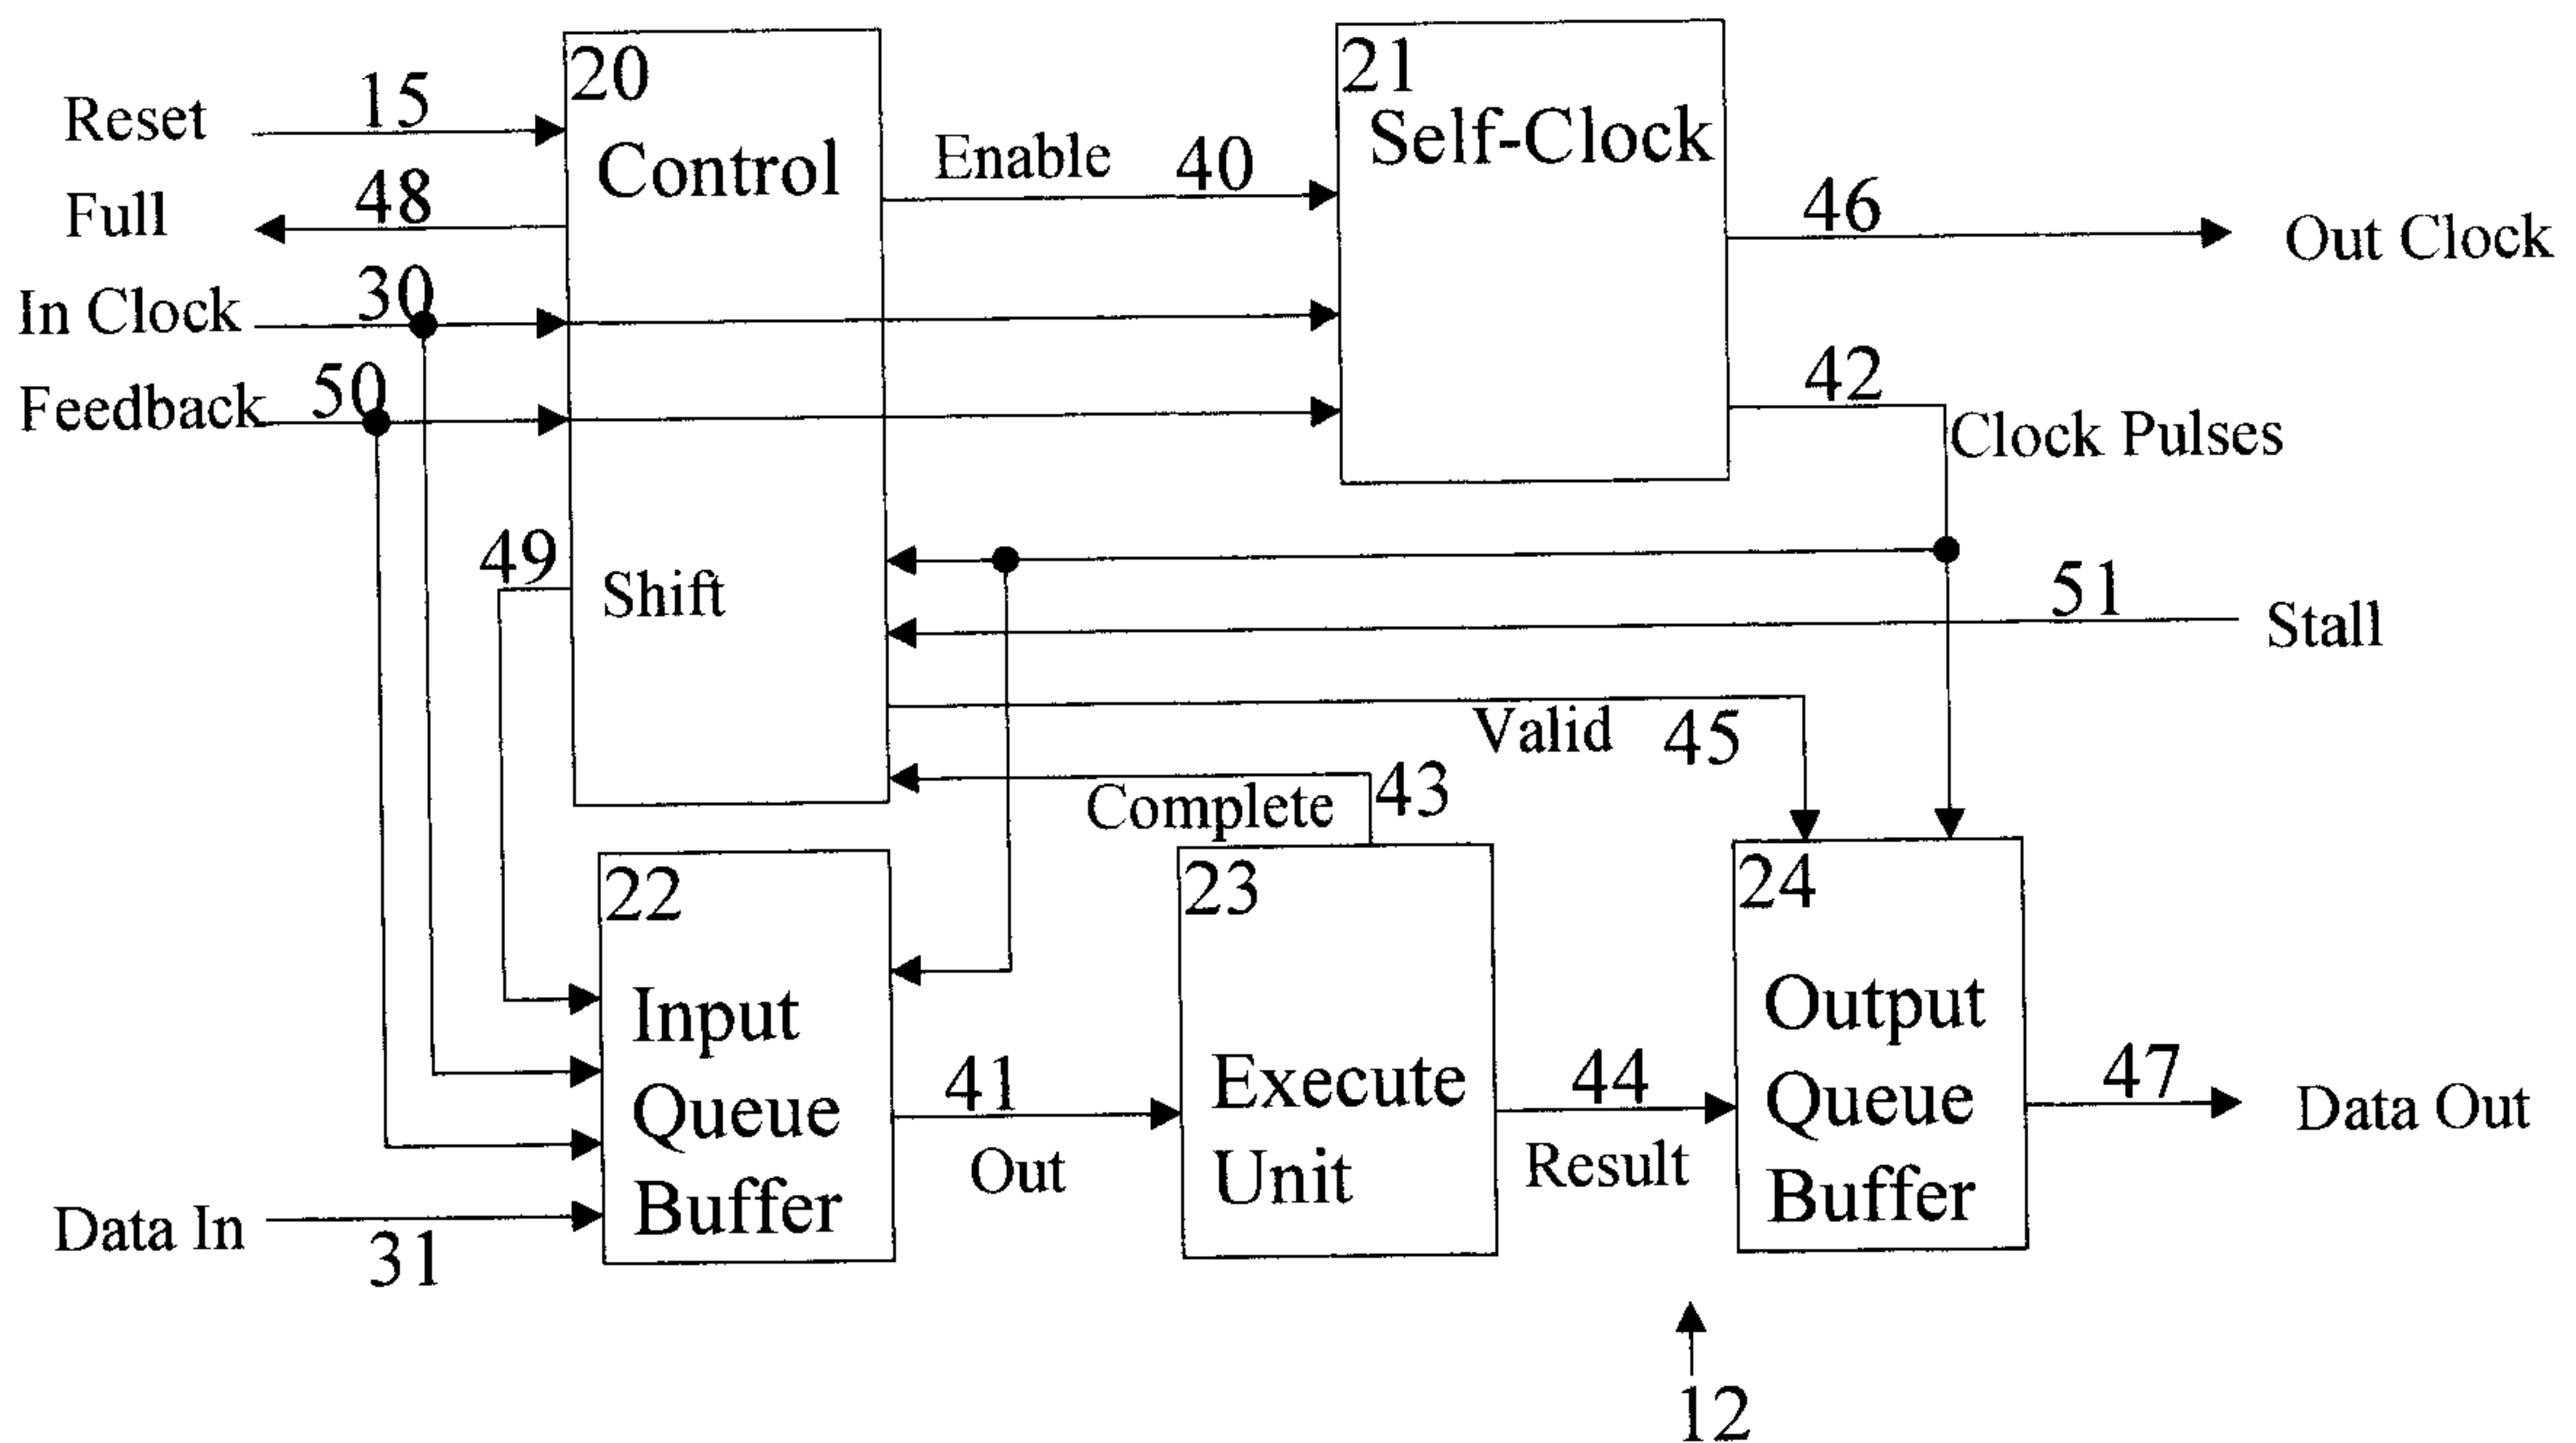 20
21
Reset
15
Control
Enable
40
Self-Clock
Full
48
46
Out Clock
In Clock
30
Feedback
50
42
Clock Pulses
49
Shift
51
Stall
Valid
45
Complete
43
22
Input
Queue
Buffer
23
Execute
Unit
24
Output
Queue
Buffer
41
Out
44
Result
47
Data Out
Data In
31
12